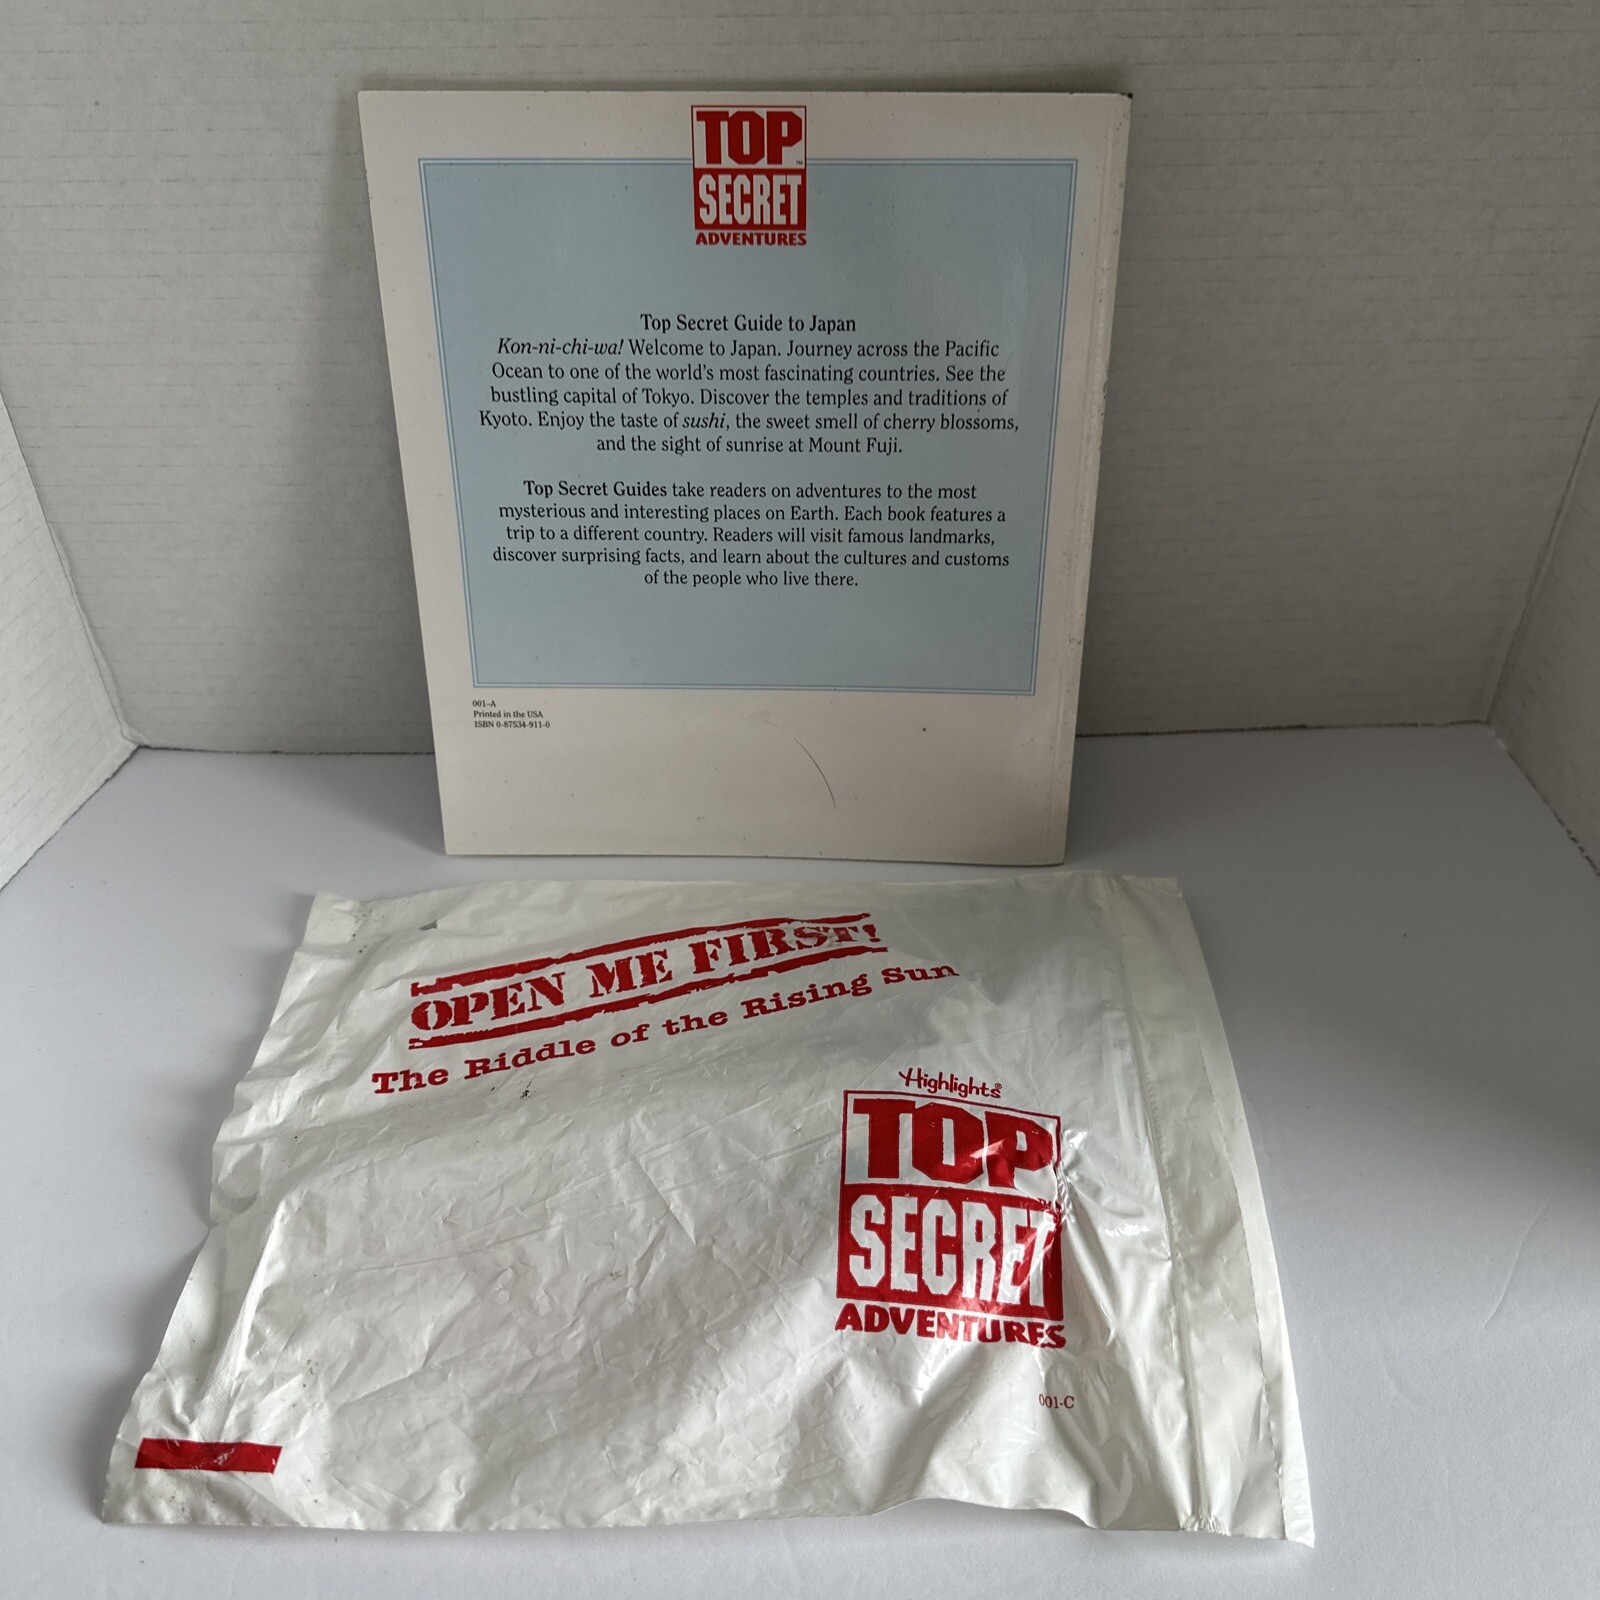 TOP
SECRET
ADVENTURES
Top Secret Guide to Japan
Kon-ni-chi-wa! Welcome to Japan. Journey across the Pacific
Ocean to one of the world's most fascinating countries. See the
bustling capital of Tokyo. Discover the temples and traditions of
Kyoto. Enjoy the taste of sushi, the sweet smell of cherry blossoms,
and the sight of sunrise at Mount Fuji.
Top Secret Guides take readers on adventures to the most
mysterious and interesting places on Earth. Each book features a
trip to a different country. Readers will visit famous landmarks,
discover surprising facts, and learn about the cultures and customs
of the people who live there.
001-A
Printed in the USA
ISBN 0-87534-911-0
OPEN ME FIRST!
The Riddle of the Rising Sun
Highlights®
TOP
SECRET
ADVENTURES
001-C